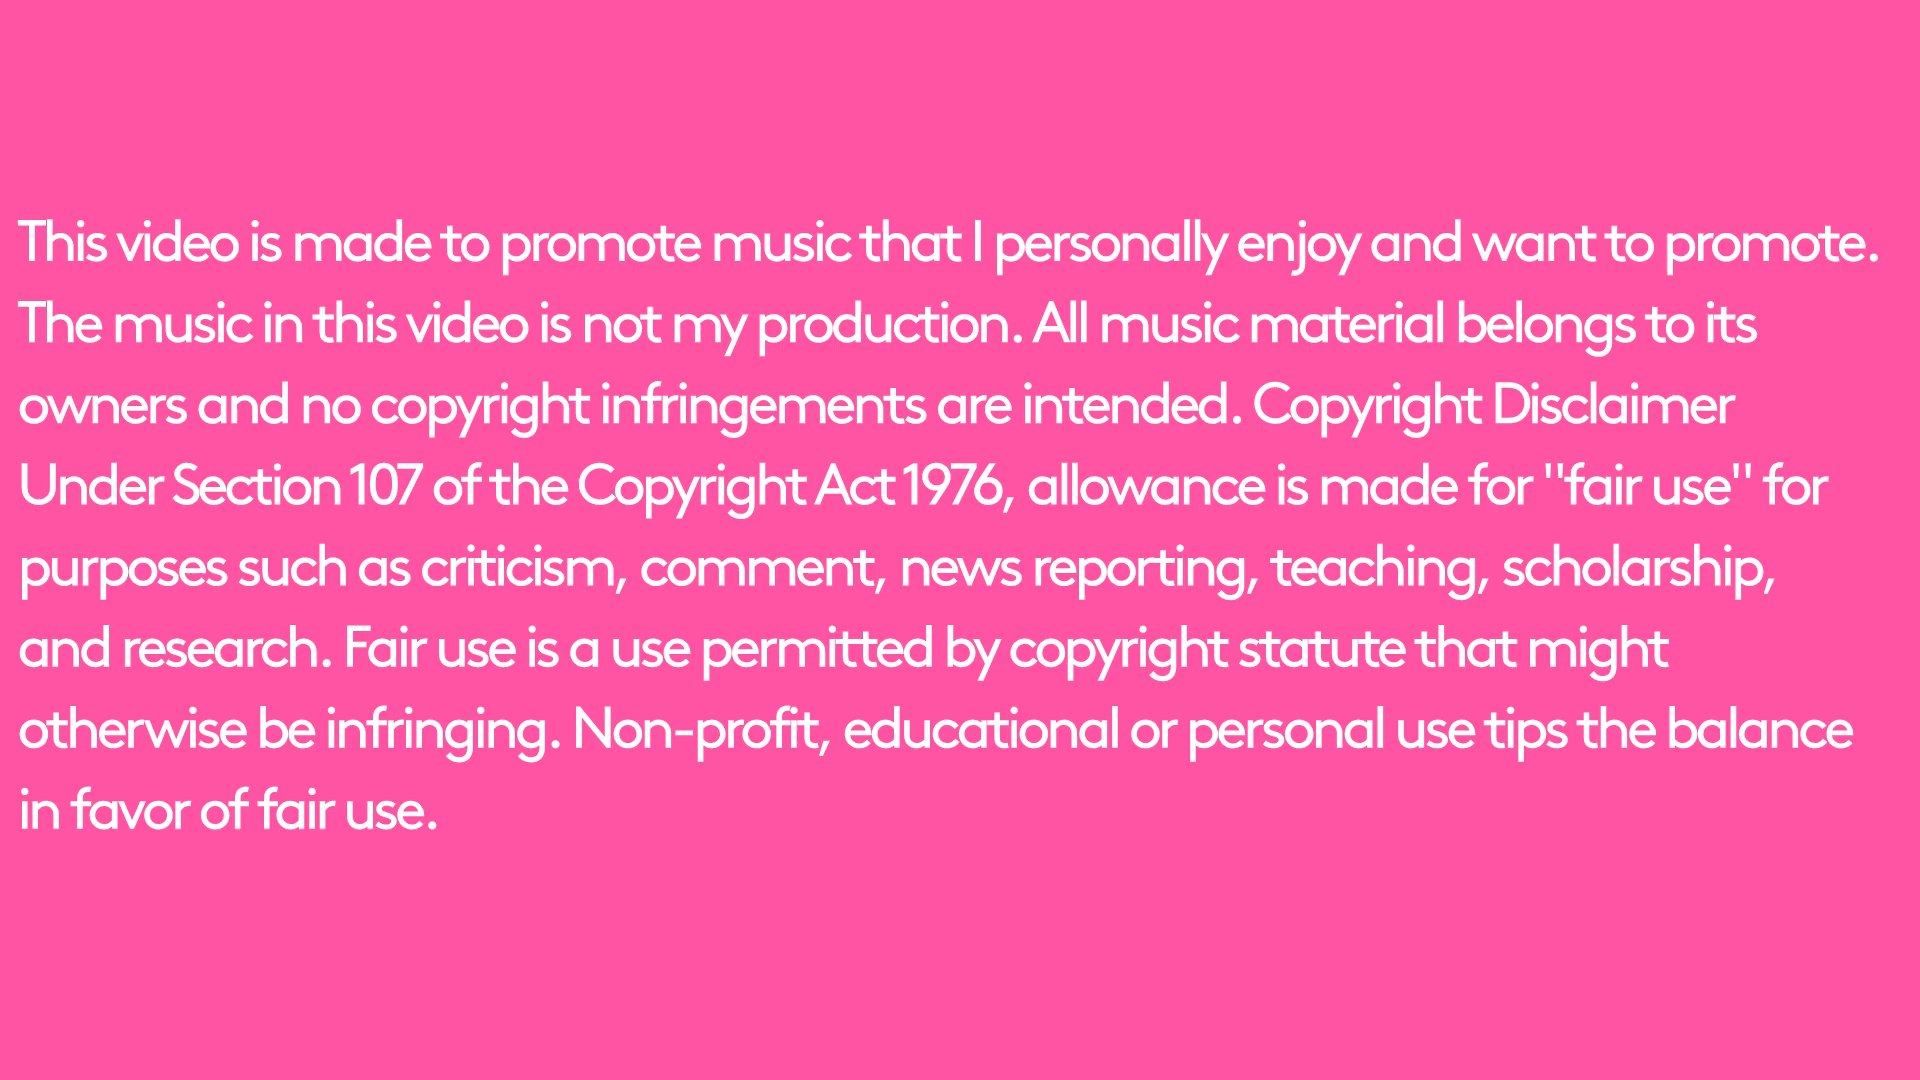 This video is made to promote music that I personally enjoy and want to promote.
The music in this video is not my production. All music material belongs to its
owners and no copyright infringements are intended. Copyright Disclaimer
Under Section 107 of the Copyright Act 1976, allowance is made for "fair use" for
purposes such as criticism, comment, news reporting, teaching, scholarship,
and research. Fair use is a use permitted by copyright statute that might
otherwise be infringing. Non-profit, educational or personal use tips the balance
in favor of fair use.